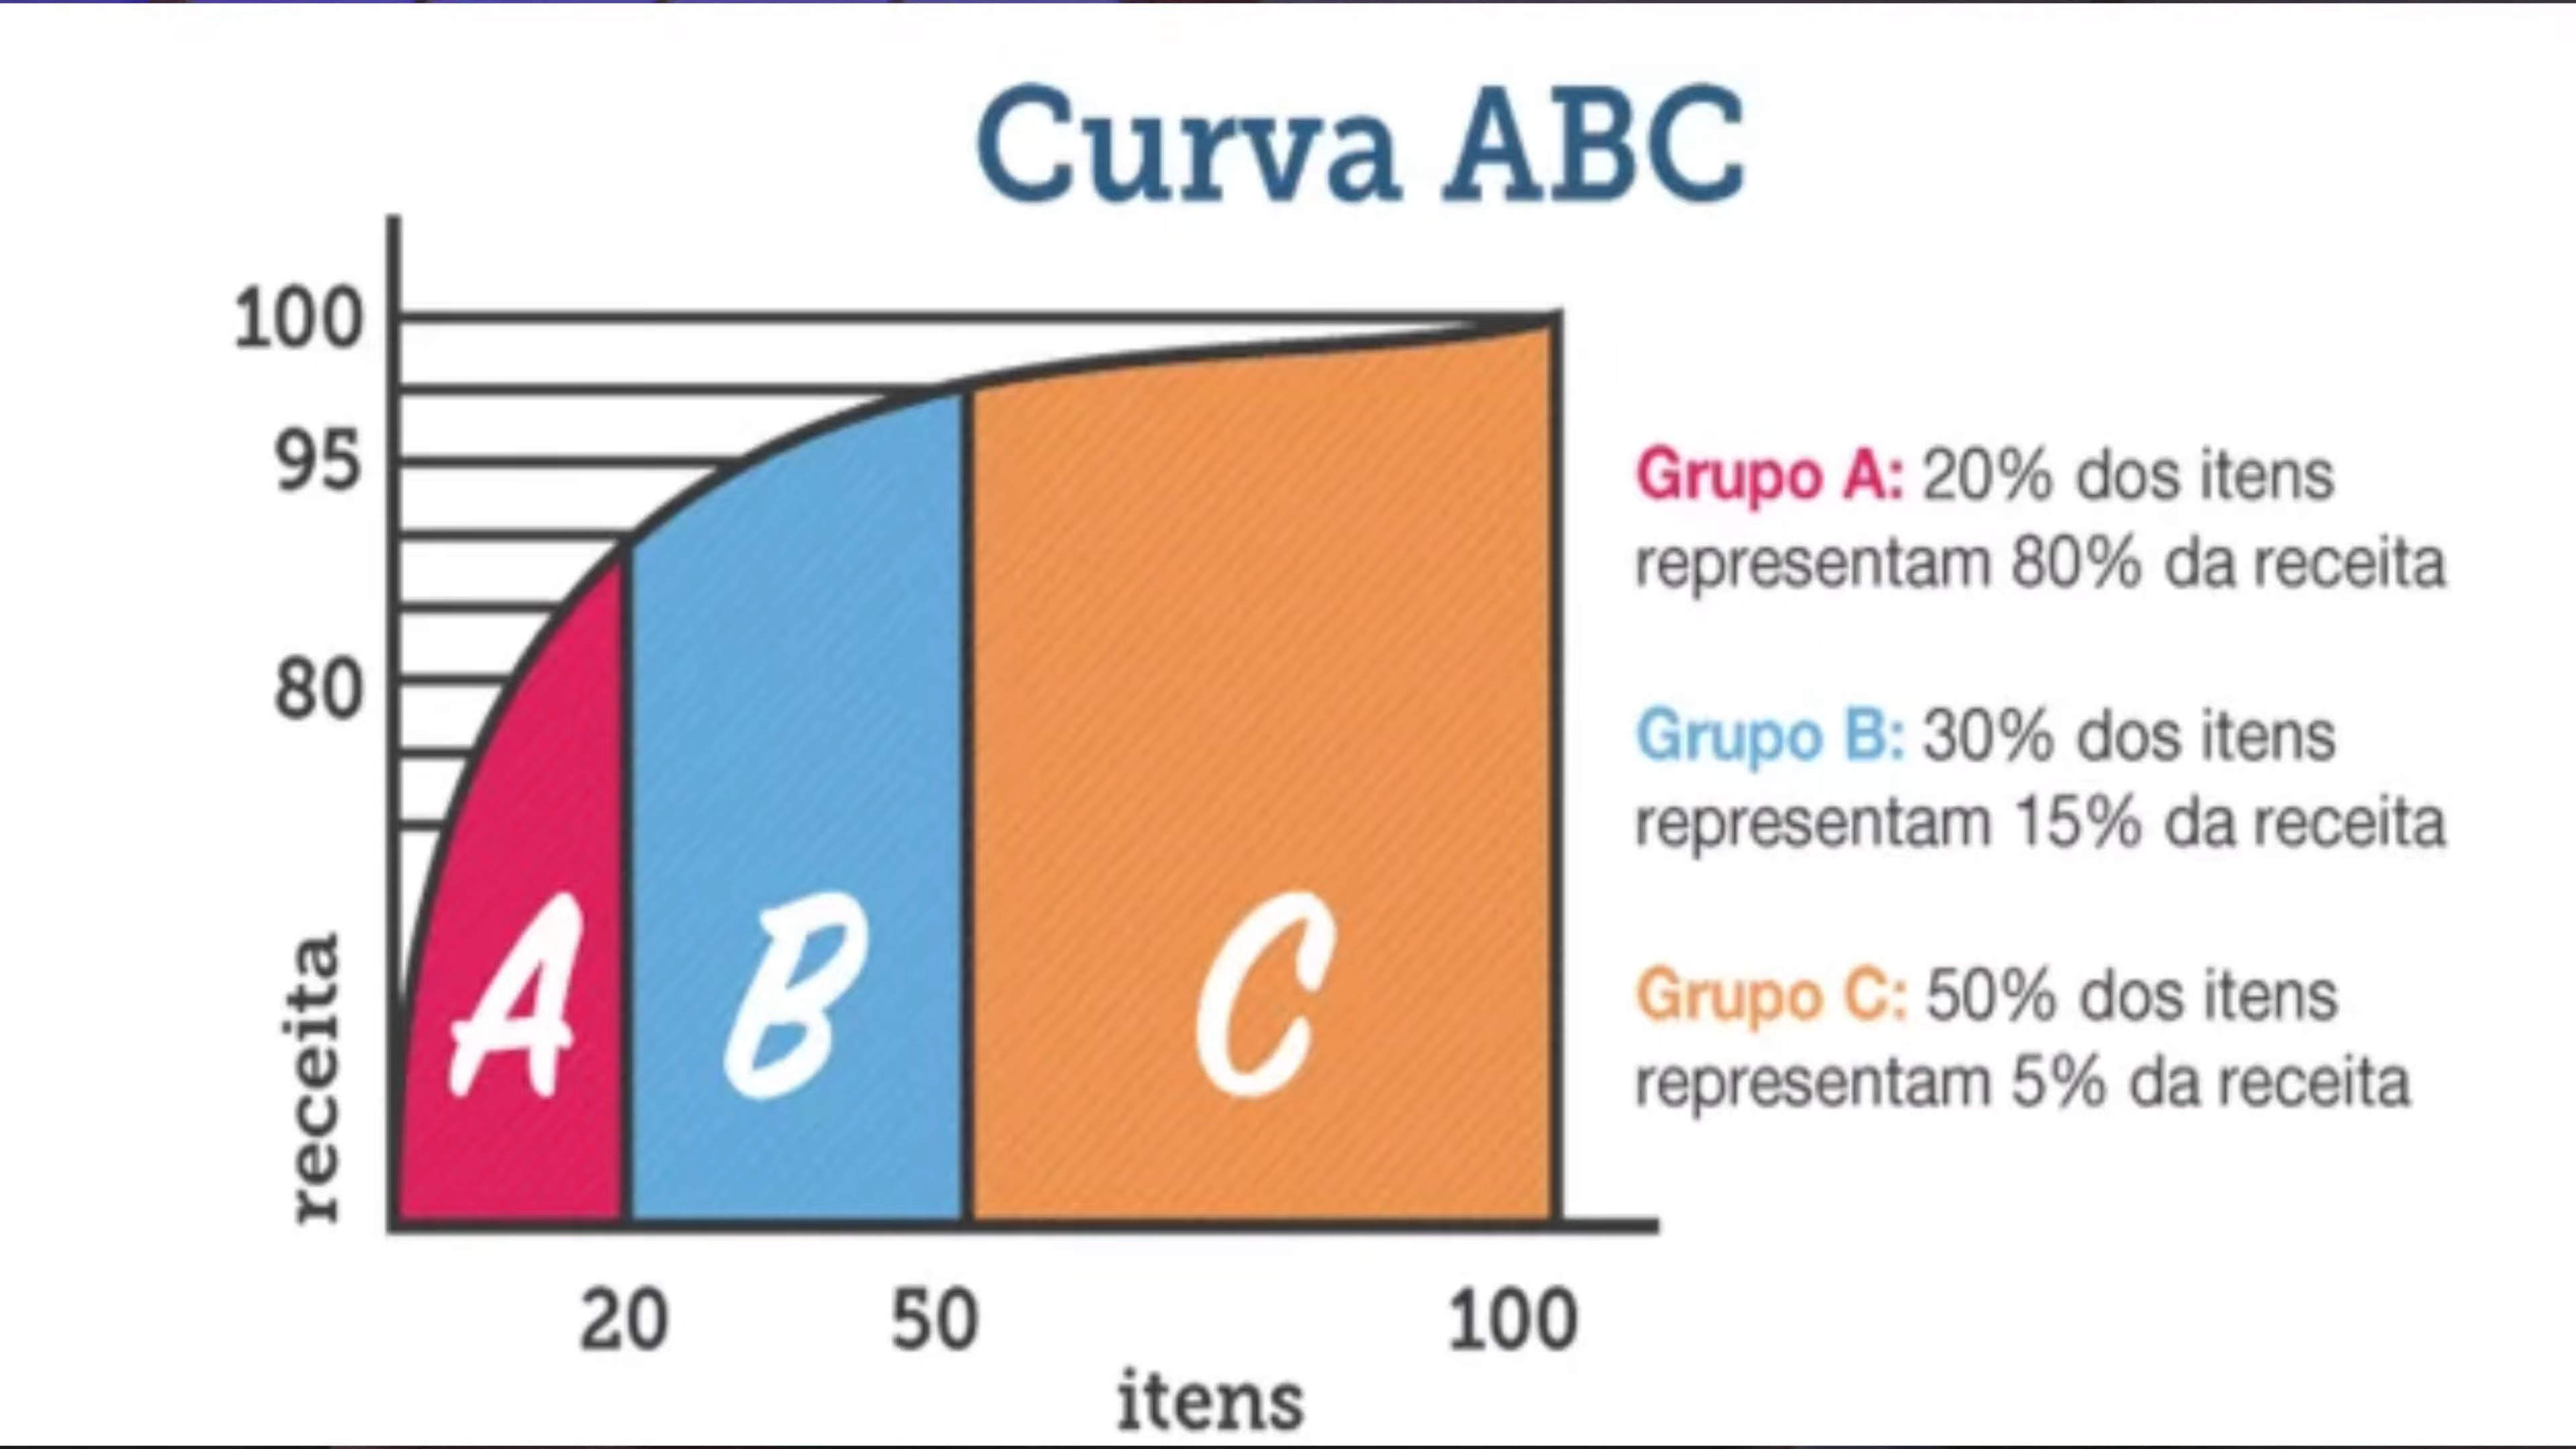 Curva ABC
100
95
80
receita
A
B
C
20
50
100
itens
Grupo A: 20% dos itens
representam 80% da receita
Grupo B: 30% dos itens
representam 15% da receita
Grupo C: 50% dos itens
representam 5% da receita